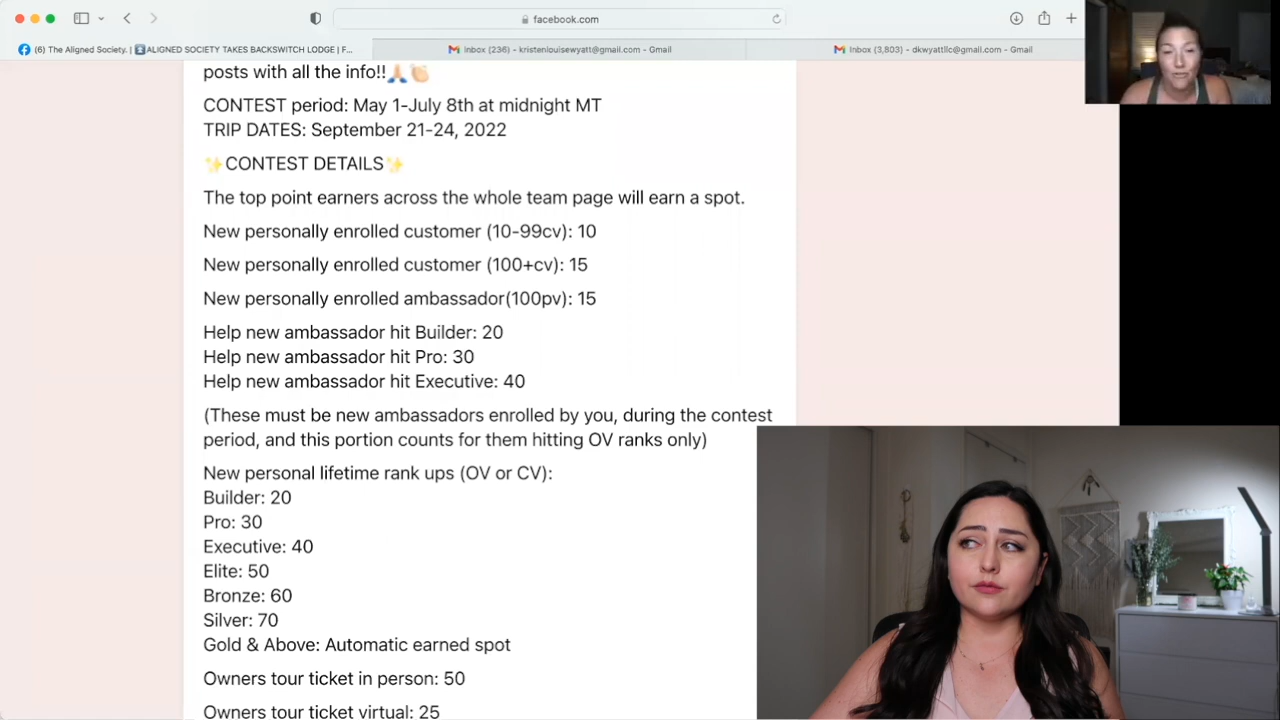 facebook.com
(6) The Aligned Society. | ⬆️ALIGNED SOCIETY TAKES BACKSWITCH LODGE | F...
Inbox (236) - kristenlouisewyatt@gmail.com - Gmail
Inbox (3,803) - dkwyattllc@gmail.com - Gmail
posts with all the info!!🙏🏻👏🏻
CONTEST period: May 1-July 8th at midnight MT
TRIP DATES: September 21-24, 2022
✨CONTEST DETAILS✨
The top point earners across the whole team page will earn a spot.
New personally enrolled customer (10-99cv): 10
New personally enrolled customer (100+cv): 15
New personally enrolled ambassador(100pv): 15
Help new ambassador hit Builder: 20
Help new ambassador hit Pro: 30
Help new ambassador hit Executive: 40
(These must be new ambassadors enrolled by you, during the contest
period, and this portion counts for them hitting OV ranks only)
New personal lifetime rank ups (OV or CV):
Builder: 20
Pro: 30
Executive: 40
Elite: 50
Bronze: 60
Silver: 70
Gold & Above: Automatic earned spot
Owners tour ticket in person: 50
Owners tour ticket virtual: 25